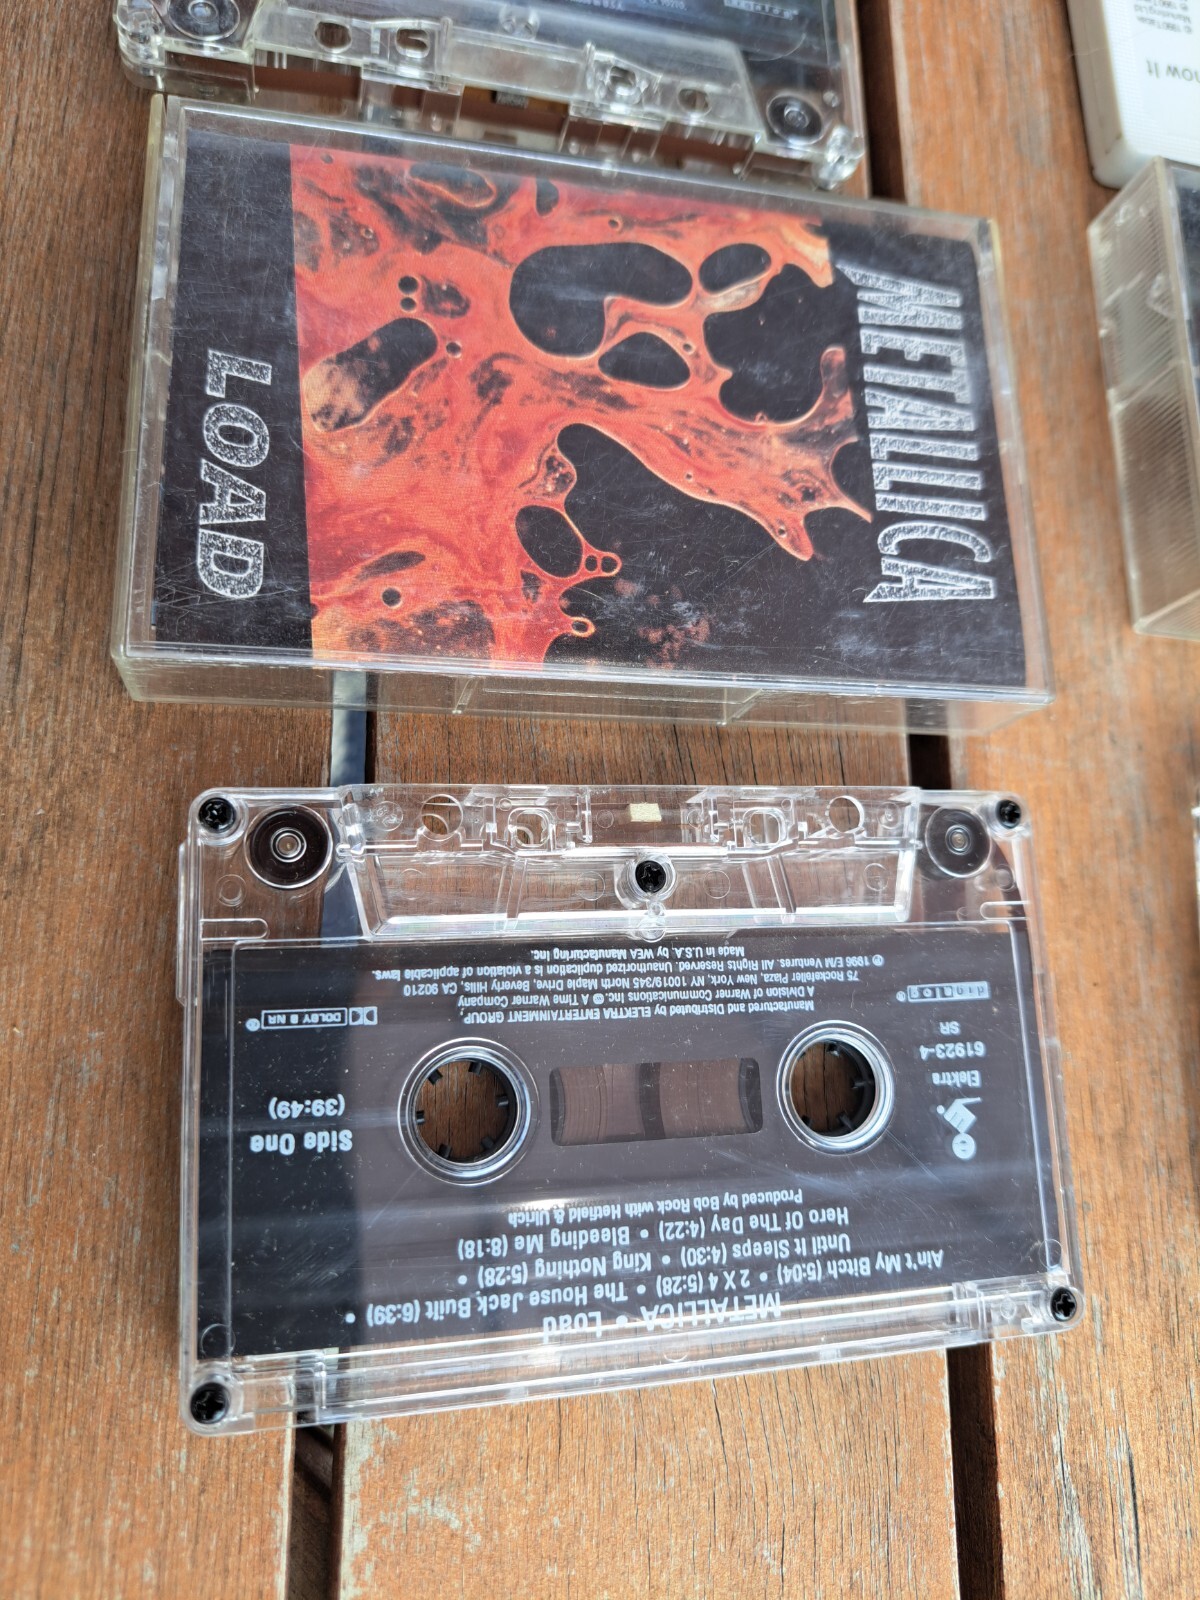 METALLICA
LOAD
METALLICA • Load
Ain't My Bitch (5:04) • 2 X 4 (5:28) • The House Jack Built (6:39) •
Until It Sleeps (4:30) • King Nothing (5:28) •
Hero Of The Day (4:22) • Bleeding Me (8:18)
Produced by Bob Rock with Hetfield & Ulrich
Side One
(39:49)
Elektra
61923-4
SR
DOLBY B NR
dinalog
Manufactured and Distributed by ELEKTRA ENTERTAINMENT GROUP,
A Division of Warner Communications Inc. A Time Warner Company
75 Rockefeller Plaza, New York, NY 10019/345 North Maple Drive, Beverly Hills, CA 90210
℗ 1996 E/M Ventures. All Rights Reserved. Unauthorized duplication is a violation of applicable laws.
Made in U.S.A. by WEA Manufacturing Inc.
now It